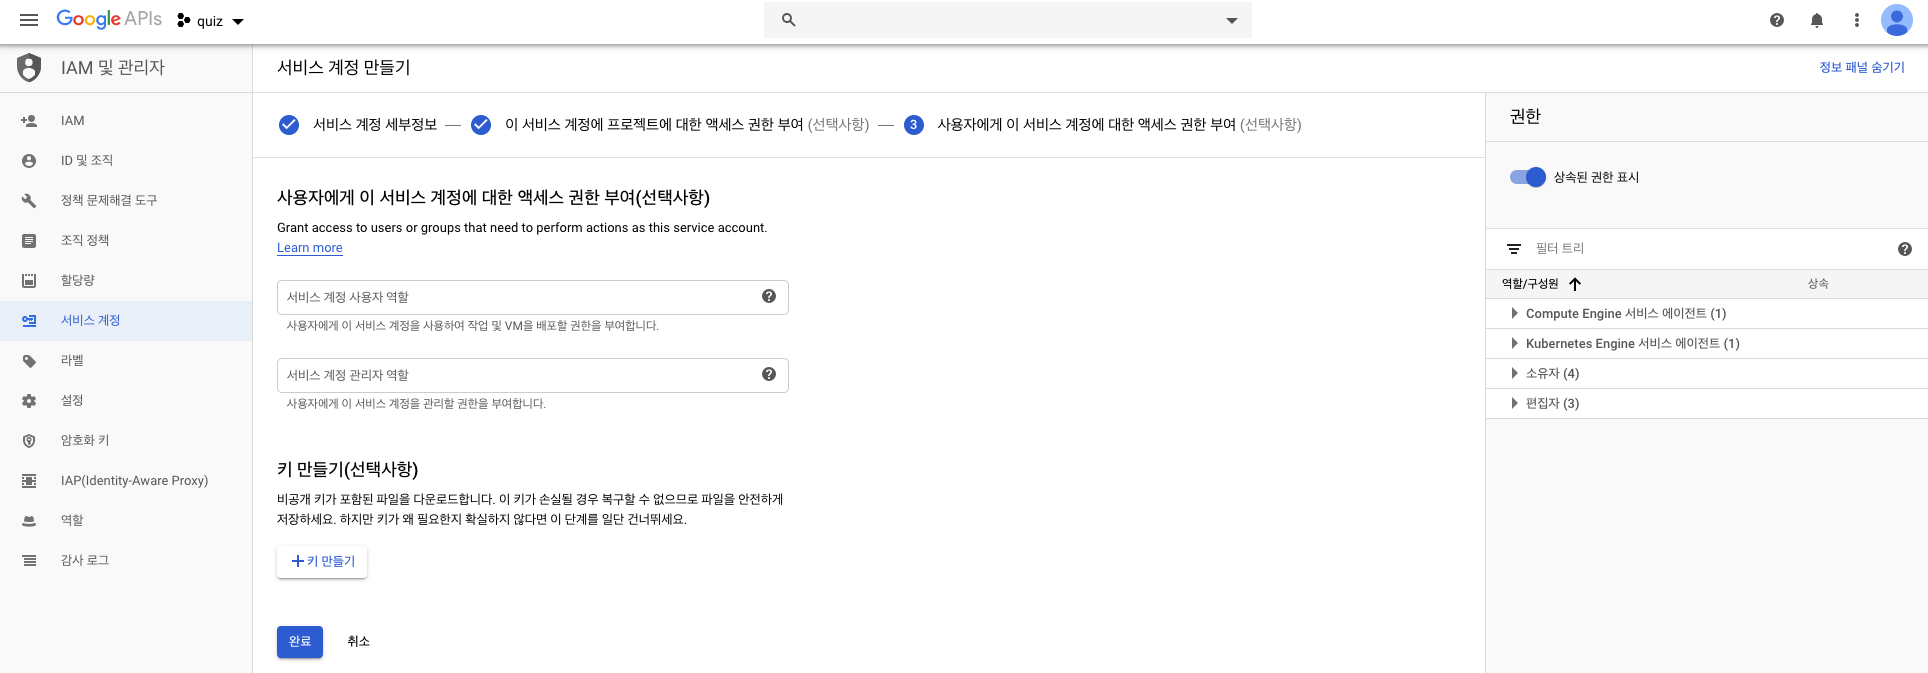 Google APIs quiz
IAM 및 관리자
IAM
ID 및 조직
정책 문제해결 도구
조직 정책
할당량
서비스 계정
라벨
설정
암호화 키
IAP(Identity-Aware Proxy)
역할
감사 로그
서비스 계정 만들기
정보 패널 숨기기
서비스 계정 세부정보 — 이 서비스 계정에 프로젝트에 대한 액세스 권한 부여 (선택사항) — 3 사용자에게 이 서비스 계정에 대한 액세스 권한 부여 (선택사항)
사용자에게 이 서비스 계정에 대한 액세스 권한 부여(선택사항)
Grant access to users or groups that need to perform actions as this service account.
Learn more
서비스 계정 사용자 역할
사용자에게 이 서비스 계정을 사용하여 작업 및 VM을 배포할 권한을 부여합니다.
서비스 계정 관리자 역할
사용자에게 이 서비스 계정을 관리할 권한을 부여합니다.
키 만들기(선택사항)
비공개 키가 포함된 파일을 다운로드합니다. 이 키가 손실될 경우 복구할 수 없으므로 파일을 안전하게
저장하세요. 하지만 키가 왜 필요한지 확실하지 않다면 이 단계를 일단 건너뛰세요.
+키 만들기
완료 취소
권한
상속된 권한 표시
필터 트리
역할/구성원 상속
Compute Engine 서비스 에이전트 (1)
Kubernetes Engine 서비스 에이전트 (1)
소유자 (4)
편집자 (3)